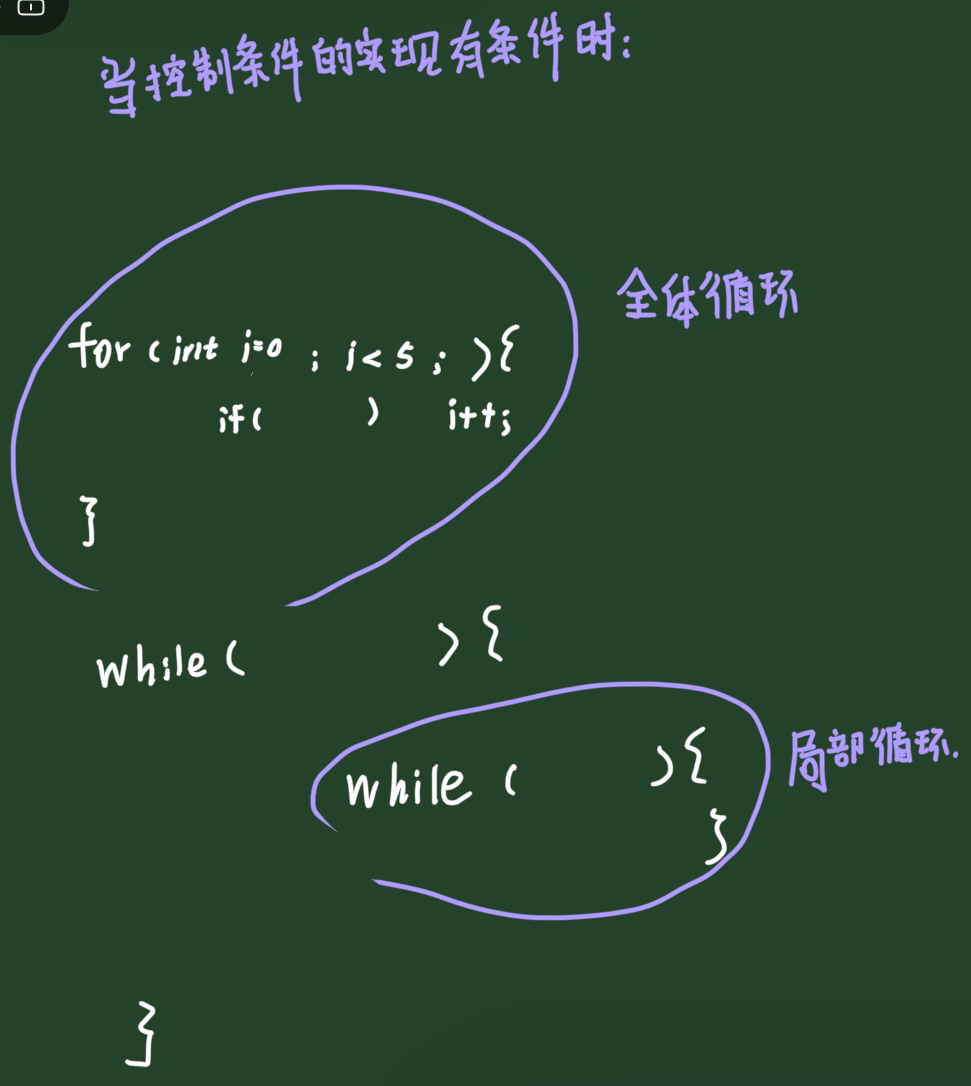 当控制条件的实现有条件时:
全体循环
for (int i=0 ; i<5 ; ){
if( ) i++;
}
while( ){
while ( ){
局部循环.
}
}